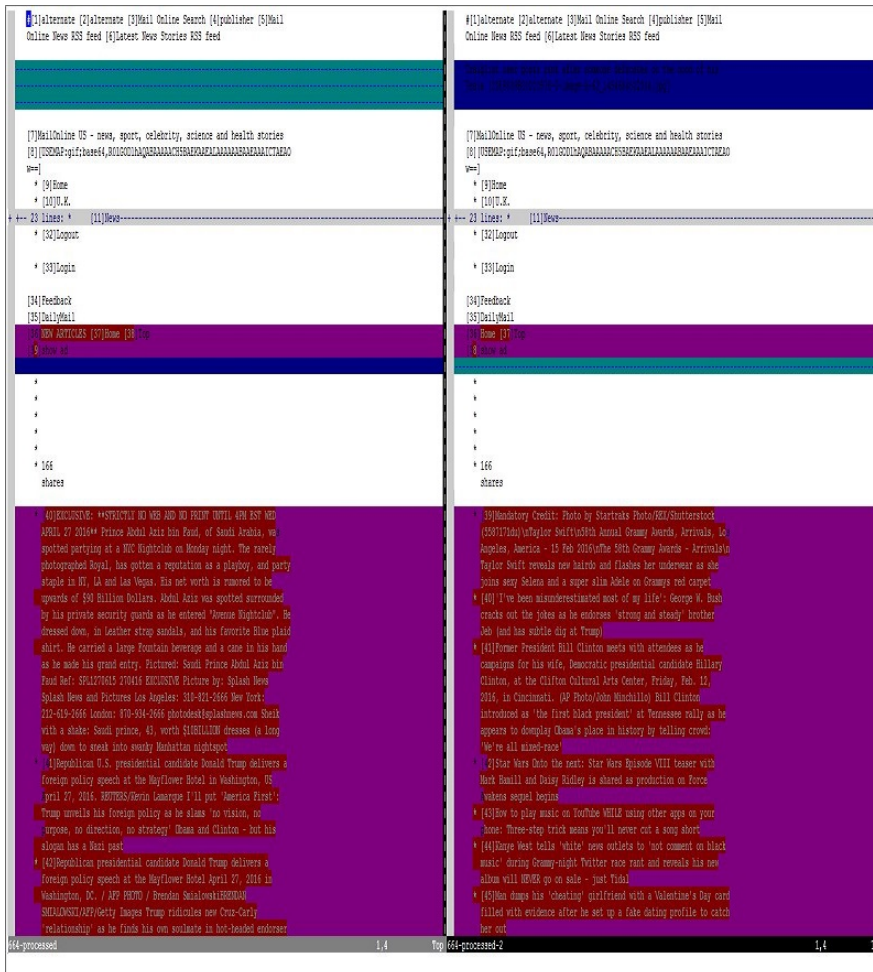 #[1]alternate [2]alternate [3]Mail Online Search [4]publisher [5]Mail
Online News RSS feed [6]Latest News Stories RSS feed
[7]MailOnline US - news, sport, celebrity, science and health stories
* [9]Home
* [10]U.K.
+ +-- 23 lines: * [11]News
* [32]Logout
* [33]Login
[34]Feedback
[35]DailyMail
[36]NEW ARTICLES [37]Home [38]Top
[39]show ad
*
*
*
*
*
* 166
shares
* [40]EXCLUSIVE: **STRICTLY NO WEB AND NO PRINT UNTIL 4PM EST WED
APRIL 27 2016** Prince Abdul Aziz bin Faud, of Saudi Arabia, was
spotted partying at a NYC Nightclub on Monday night. The rarely
photographed Royal, has gotten a reputation as a playboy, and party
staple in NY, LA and Las Vegas. His net worth is rumored to be
upwards of $90 Billion Dollars. Abdul Aziz was spotted surrounded
by his private security guards as he entered "Avenue Nightclub". He
dressed down, in Leather strap sandals, and his favorite Blue plaid
shirt. He carried a large Fountain beverage and a cane in his hand
as he made his grand entry. Pictured: Saudi Prince Abdul Aziz bin
Faud Ref: SPL1270615 270416 EXCLUSIVE Picture by: Splash News
Splash News and Pictures Los Angeles: 310-821-2666 New York:
212-619-2666 London: 870-934-2666 photodesk@splashnews.com Sheik
with a shake: Saudi prince, 43, worth $10BILLION dresses (a long
way) down to sneak into swanky Manhattan nightspot
* [41]Republican U.S. presidential candidate Donald Trump delivers a
foreign policy speech at the Mayflower Hotel in Washington, US
April 27, 2016. REUTERS/Kevin Lamarque I'll put 'America First':
Trump unveils his foreign policy as he slams 'no vision, no
purpose, no direction, no strategy' Obama and Clinton - but his
slogan has a Nazi past
* [42]Republican presidential candidate Donald Trump delivers a
foreign policy speech at the Mayflower Hotel April 27, 2016 in
Washington, DC. / AFP PHOTO / Brendan SmialowskiBRENDAN
SMIALOWSKI/AFP/Getty Images Trump ridicules new Cruz-Carly
'relationship' as he finds his own soulmate in hot-headed endorser
664-processed 1,4 Top
#[1]alternate [2]alternate [3]Mail Online Search [4]publisher [5]Mail
Online News RSS feed [6]Latest News Stories RSS feed
[7]MailOnline US - news, sport, celebrity, science and health stories
* [9]Home
* [10]U.K.
+ +-- 23 lines: * [11]News
* [32]Logout
* [33]Login
[34]Feedback
[35]DailyMail
[36]Home [37]Top
[38]show ad
*
*
*
*
*
* 166
shares
* [39]Mandatory Credit: Photo by Startraks Photo/REX/Shutterstock
(5587171du)\nTaylor Swift\n58th Annual Grammy Awards, Arrivals, Los
Angeles, America - 15 Feb 2016\nThe 58th Grammy Awards - Arrivals\n
Taylor Swift reveals new hairdo and flashes her underwear as she
joins sexy Selena and a super slim Adele on Grammys red carpet
* [40]'I've been misunderestimated most of my life': George W. Bush
cracks out the jokes as he endorses 'strong and steady' brother
Jeb (and has subtle dig at Trump)
* [41]Former President Bill Clinton meets with attendees as he
campaigns for his wife, Democratic presidential candidate Hillary
Clinton, at the Clifton Cultural Arts Center, Friday, Feb. 12,
2016, in Cincinnati. (AP Photo/John Minchillo) Bill Clinton
introduced as 'the first black president' at Tennessee rally as he
appears to downplay Obama's place in history by telling crowd:
'We're all mixed-race'
* [42]Star Wars Onto the next: Star Wars Episode VIII teaser with
Mark Hamill and Daisy Ridley is shared as production on Force
Awakens sequel begins
* [43]How to play music on YouTube WHILE using other apps on your
phone: Three-step trick means you'll never cut a song short
* [44]Kanye West tells 'white' news outlets to 'not comment on black
music' during Grammy-night Twitter race rant and reveals his new
album will NEVER go on sale - just Tidal
* [45]Man dumps his 'cheating' girlfriend with a Valentine's Day card
filled with evidence after he set up a fake dating profile to catch
her out
664-processed-2 1,4